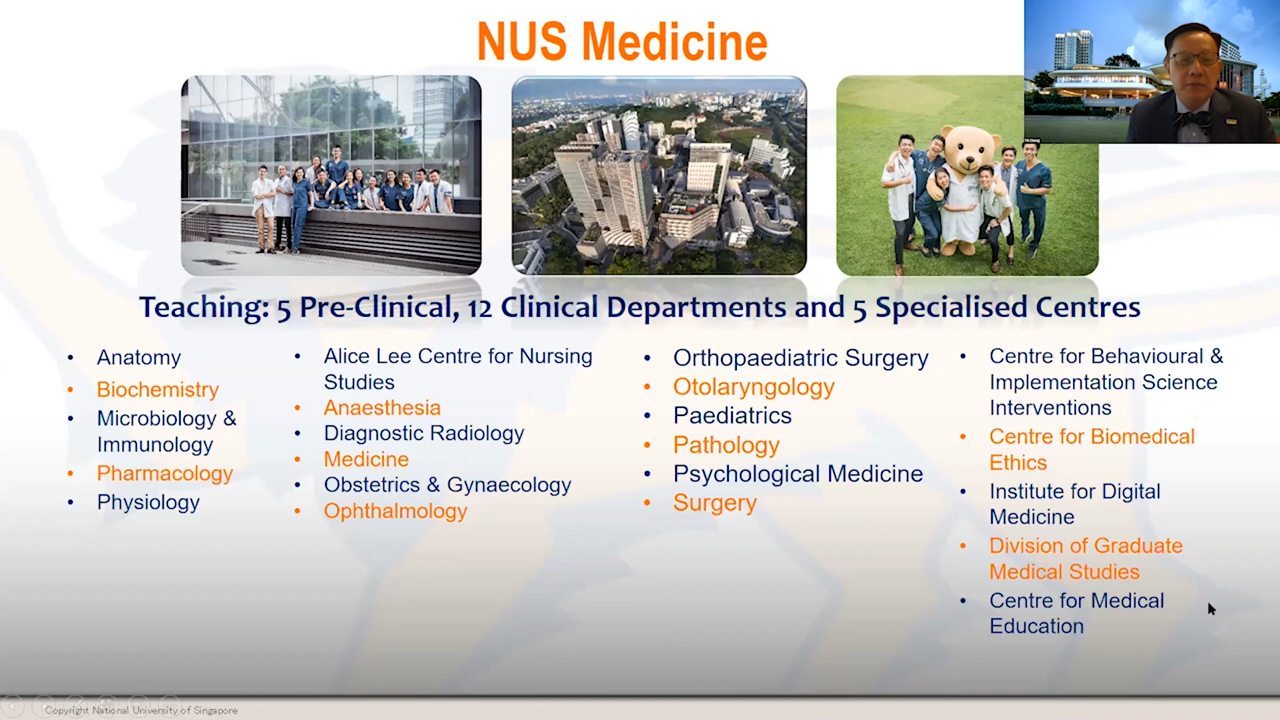 NUS Medicine
Teaching: 5 Pre-Clinical, 12 Clinical Departments and 5 Specialised Centres
• Anatomy
• Biochemistry
• Microbiology &
Immunology
• Pharmacology
• Physiology
• Alice Lee Centre for Nursing
Studies
• Anaesthesia
• Diagnostic Radiology
• Medicine
• Obstetrics & Gynaecology
• Ophthalmology
• Orthopaediatric Surgery
• Otolaryngology
• Paediatrics
• Pathology
• Psychological Medicine
• Surgery
• Centre for Behavioural &
Implementation Science
Interventions
• Centre for Biomedical
Ethics
• Institute for Digital
Medicine
• Division of Graduate
Medical Studies
• Centre for Medical
Education
Copyright National University of Singapore